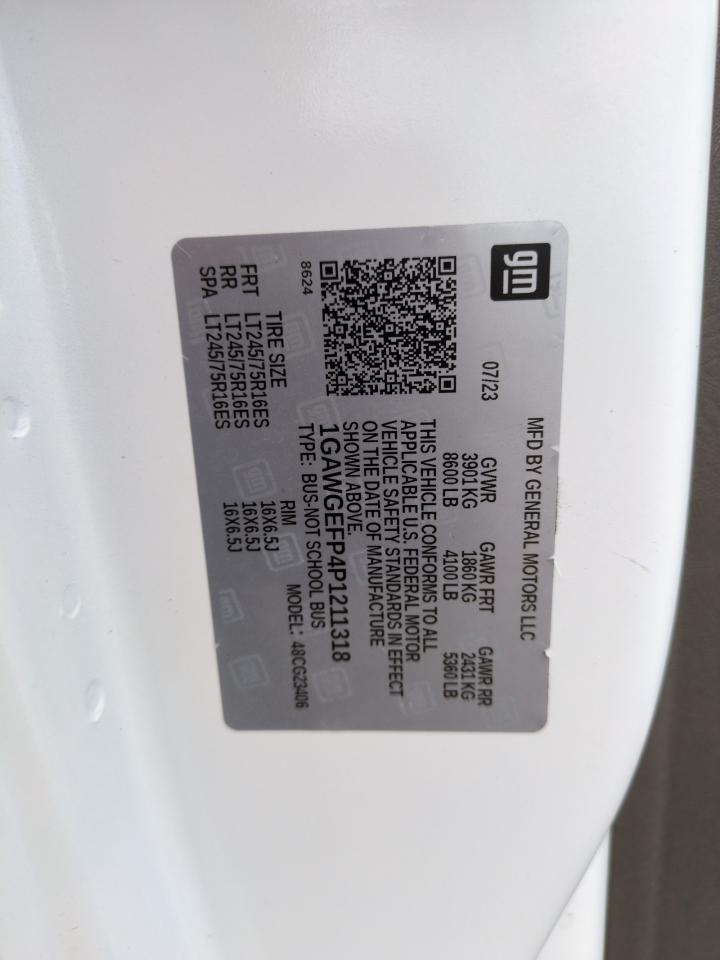 gm
MFD BY GENERAL MOTORS LLC
07/23
GVWR GAWR FRT GAWR RR
3901 KG 1860 KG 2431 KG
8600 LB 4100 LB 5360 LB
THIS VEHICLE CONFORMS TO ALL
APPLICABLE U.S. FEDERAL MOTOR
VEHICLE SAFETY STANDARDS IN EFFECT
ON THE DATE OF MANUFACTURE
SHOWN ABOVE.
1GAWGEFP4P1211318
8624
TYPE: BUS-NOT SCHOOL BUS
MODEL: 48CG23406
TIRE SIZE RIM
FRT LT245/75R16ES 16X6.5J
RR LT245/75R16ES 16X6.5J
SPA LT245/75R16ES 16X6.5J